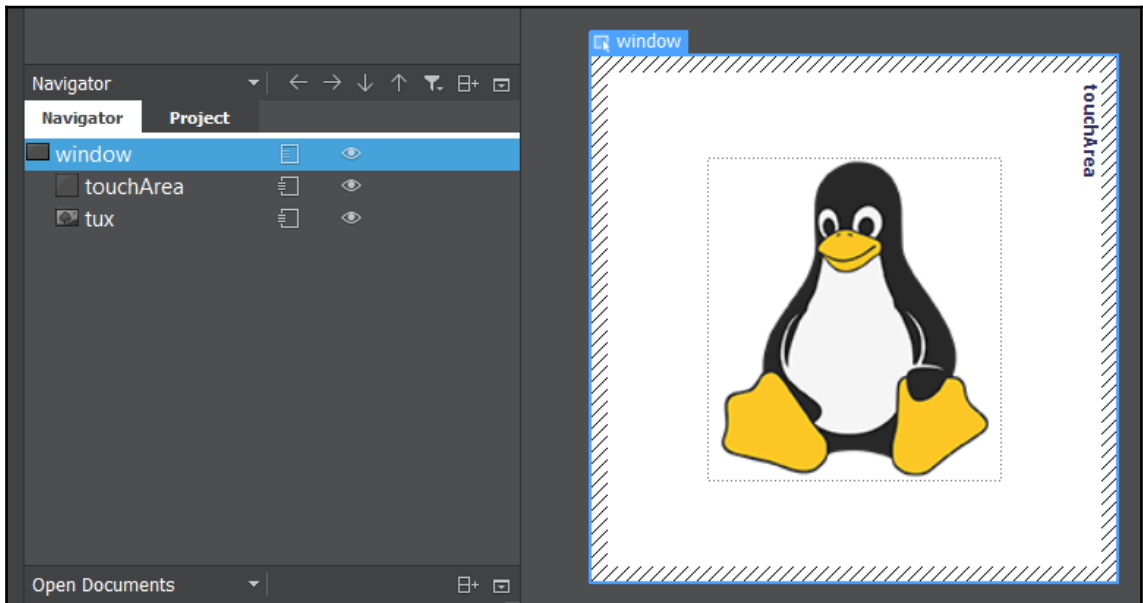 window
Navigator
Navigator Project
window
touchArea
touchArea
tux
Open Documents